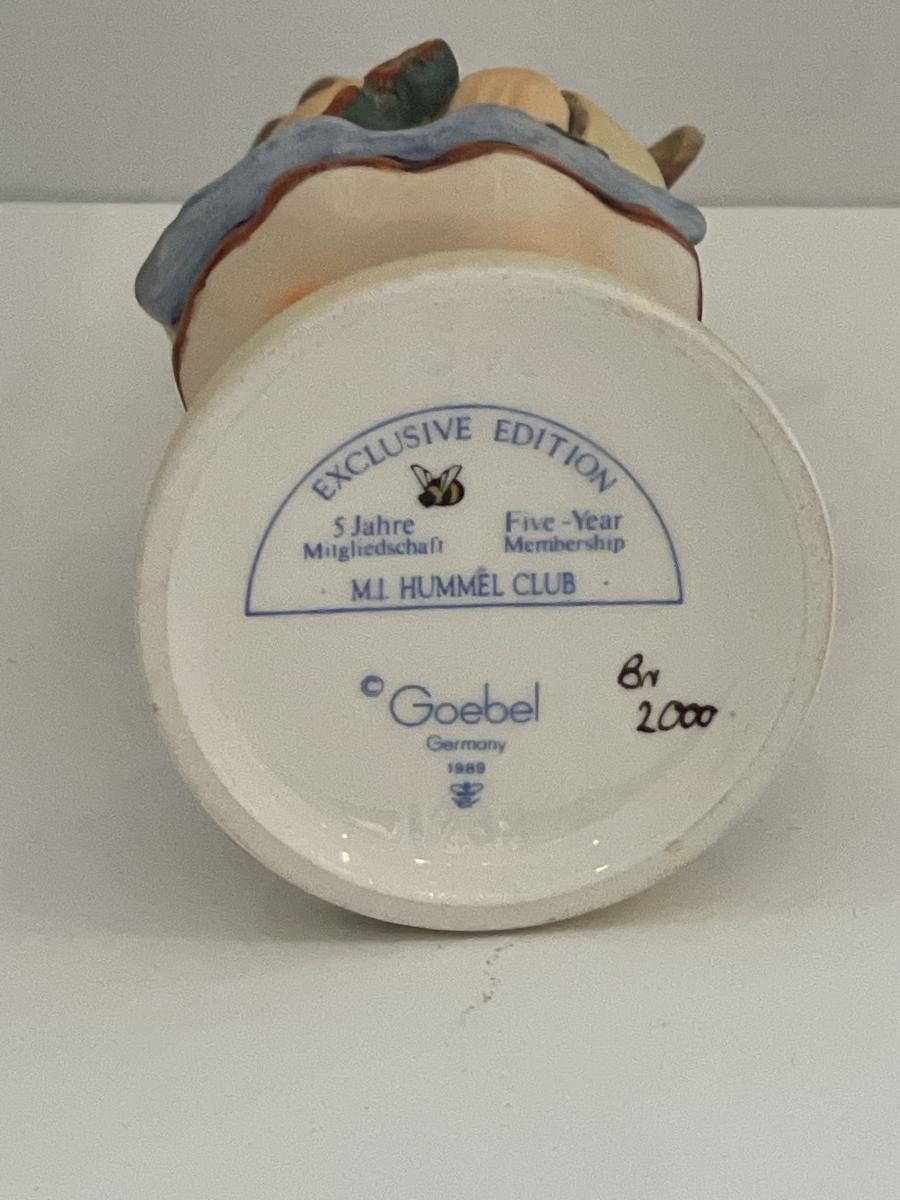 EXCLUSIVE EDITION
5 Jahre
Mitgliedschaft
Five-Year
Membership
M.I. HUMMEL CLUB
© Goebel
Germany
1989
Br
2000